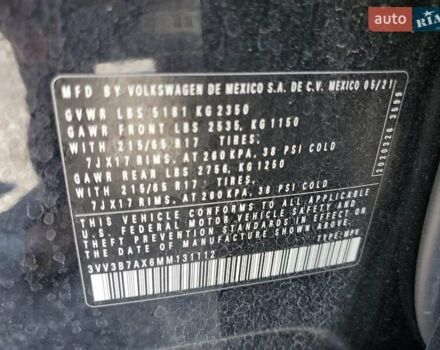 auto RIA
MFD BY VOLKSWAGEN DE MEXICO S.A. DE C.V. MEXICO 05/21
GVWR LBS 5181 KG 2350
GAWR FRONT LBS 2535, KG 1150
WITH 215/65 R17 TIRES.
7JX17 RIMS, AT 260 KPA, 38 PSI COLD
GAWR REAR LBS 2756, KG 1250
WITH 215/65 R17 TIRES.
7JX17 RIMS, AT 260 KPA, 38 PSI COLD
THIS VEHICLE CONFORMS TO ALL APPLICABLE
U.S. FEDERAL MOTOR VEHICLE SAFETY AND
THEFT PREVENTION STANDARDS IN EFFECT ON
THE DATE OF MANUFACTURE SHOWN ABOVE.
3VV3B7AX6MM131112 TYPE: MPV
2020326 3599